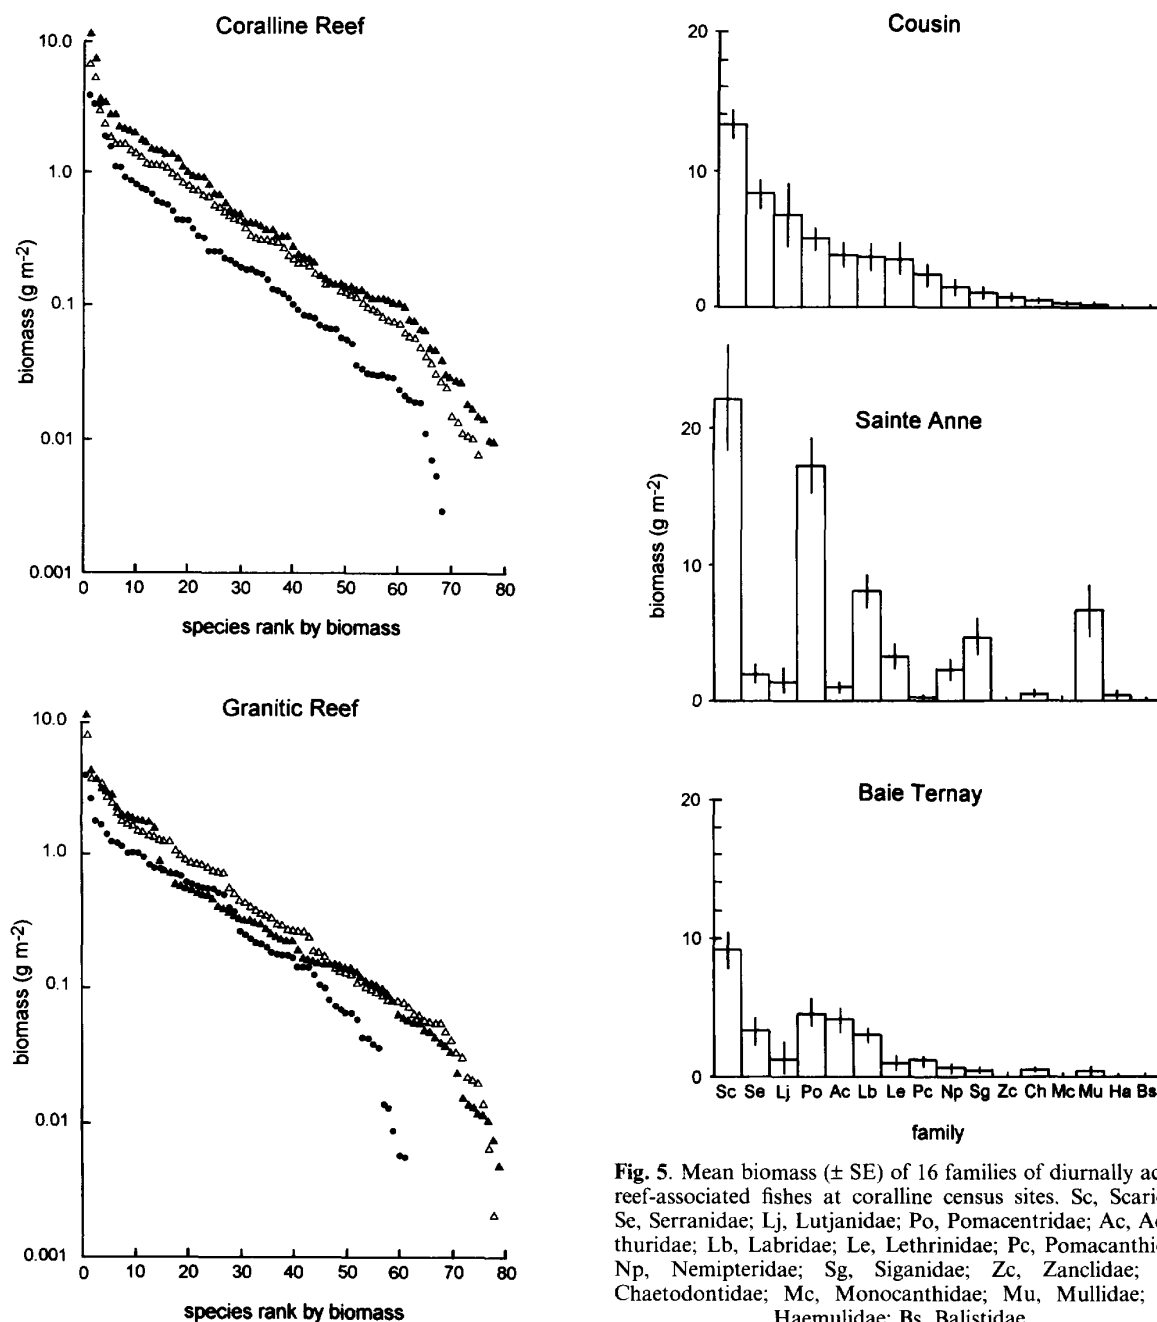 Coralline Reef
10.0
1.0
0.1
0.01
0.001
biomass (g m-2)
0 10 20 30 40 50 60 70 80
species rank by biomass
Granitic Reef
10.0
1.0
0.1
0.01
0.001
biomass (g m-2)
0 10 20 30 40 50 60 70 80
species rank by biomass
Cousin
20
10
0
Sainte Anne
20
10
0
biomass (g m-2)
Baie Ternay
20
10
0
Sc Se Lj Po Ac Lb Le Pc Np Sg Zc Ch Mc Mu Ha Bs
family
Fig. 5. Mean biomass (± SE) of 16 families of diurnally ac
reef-associated fishes at coralline census sites. Sc, Scari
Se, Serranidae; Lj, Lutjanidae; Po, Pomacentridae; Ac, A
thuridae; Lb, Labridae; Le, Lethrinidae; Pc, Pomacanthi
Np, Nemipteridae; Sg, Siganidae; Zc, Zanclidae;
Chaetodontidae; Mc, Monocanthidae; Mu, Mullidae;
Haemulidae; Bs, Balistidae